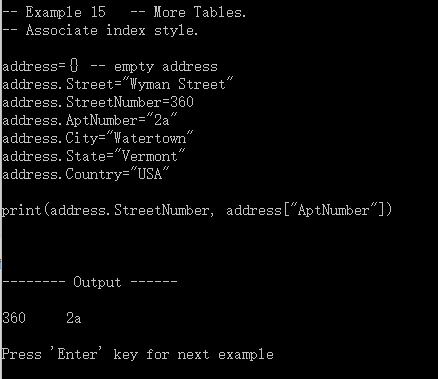 -- Example 15   -- More Tables.
-- Associate index style.
address={} -- empty address
address.Street="Wyman Street"
address.StreetNumber=360
address.AptNumber="2a"
address.City="Watertown"
address.State="Vermont"
address.Country="USA"
print(address.StreetNumber, address["AptNumber"])
-------- Output ------
360     2a
Press 'Enter' key for next example